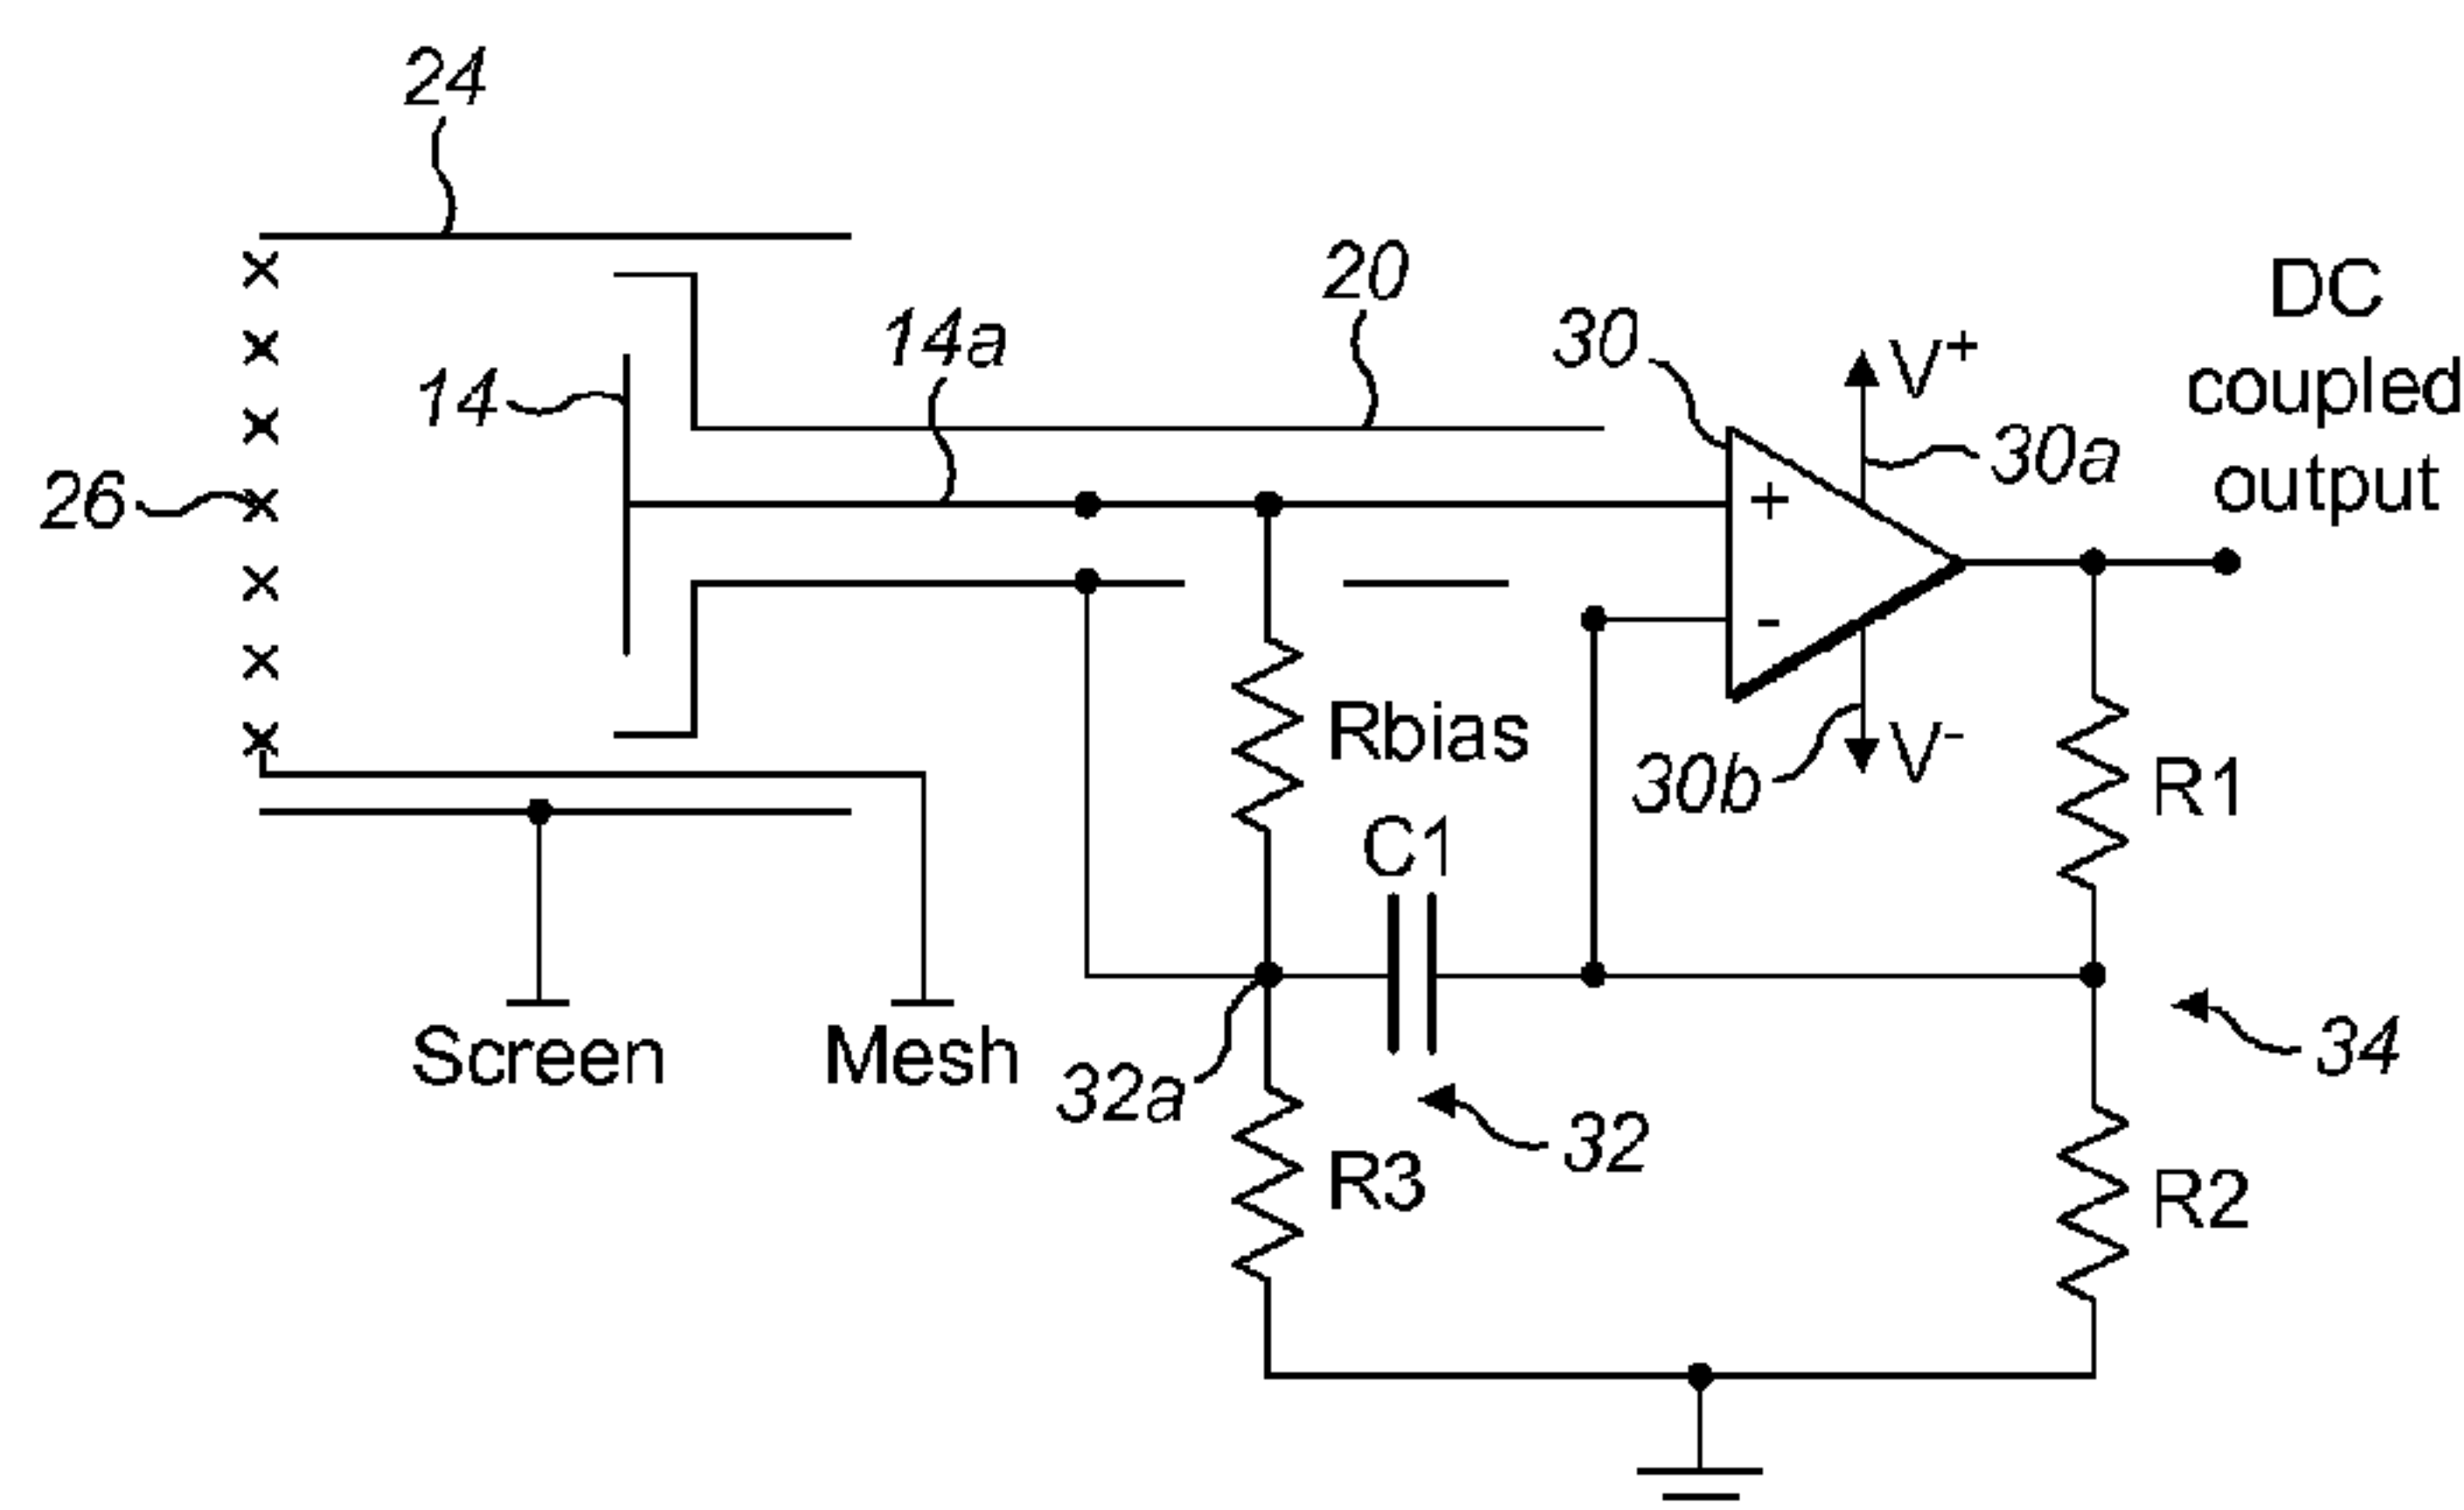 24
20
DC
coupled
output
14a
30
V+
14
30a
26
+
-
Rbias
30b
V-
R1
C1
Screen
Mesh
32a
34
32
R3
R2